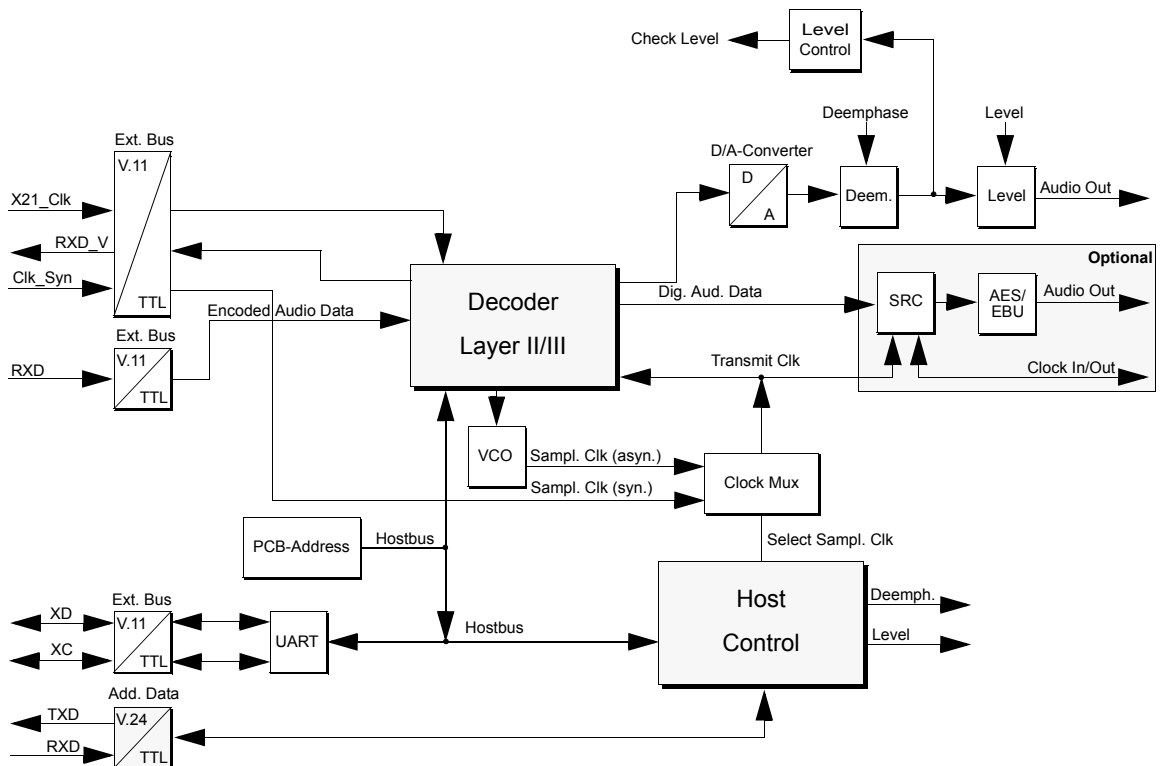 Check Level
Level
Control
Ext. Bus
V.11
TTL
X21_Clk
RXD_V
Clk_Syn
Deemphase
Level
D/A-Converter
D
A
Deem.
Level
Audio Out
Optional
Decoder
Layer II/III
Dig. Aud. Data
SRC
AES/
EBU
Audio Out
Clock In/Out
Encoded Audio Data
Ext. Bus
V.11
TTL
RXD
Transmit Clk
VCO
Sampl. Clk (asyn.)
Sampl. Clk (syn.)
Clock Mux
PCB-Address
Hostbus
Select Sampl. Clk
Host
Control
Deemph.
Level
Ext. Bus
V.11
TTL
XD
XC
UART
Hostbus
Add. Data
V.24
TTL
TXD
RXD